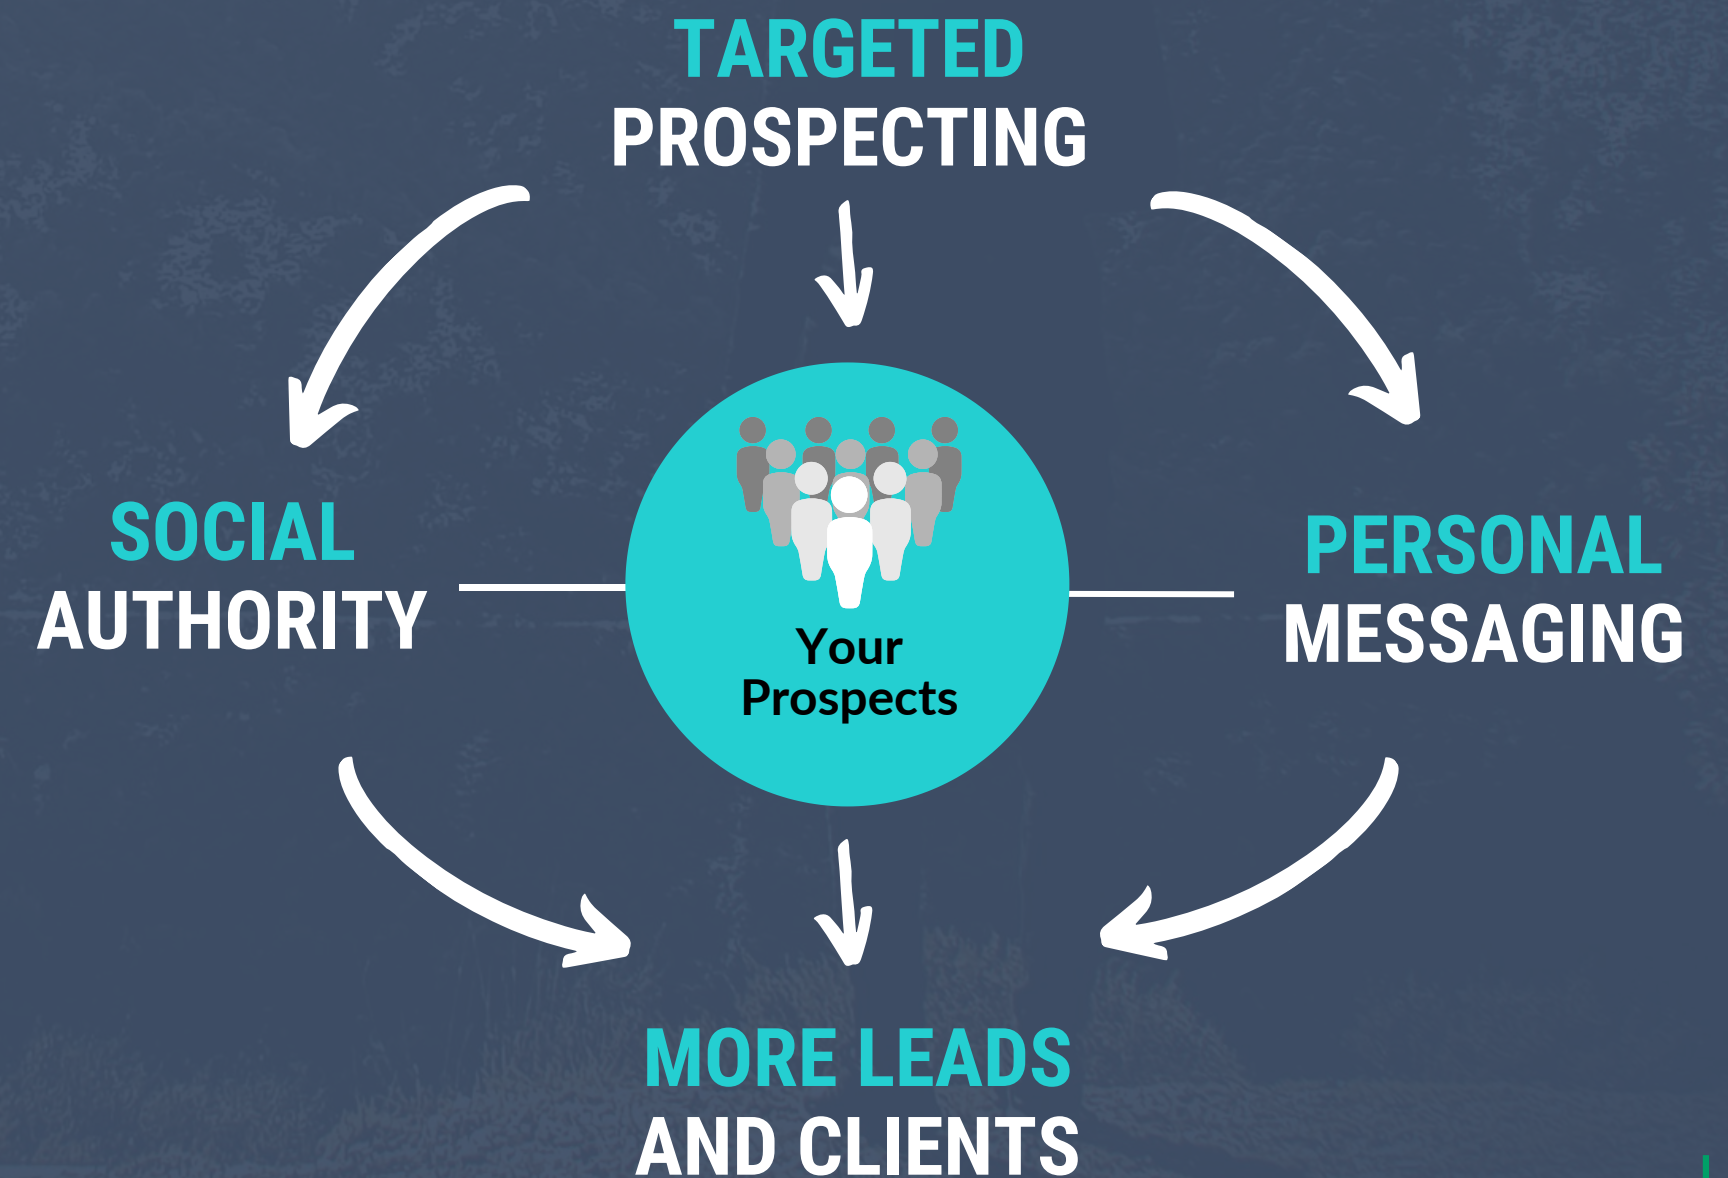 TARGETED
PROSPECTING
SOCIAL
AUTHORITY
Your
Prospects
PERSONAL
MESSAGING
MORE LEADS
AND CLIENTS